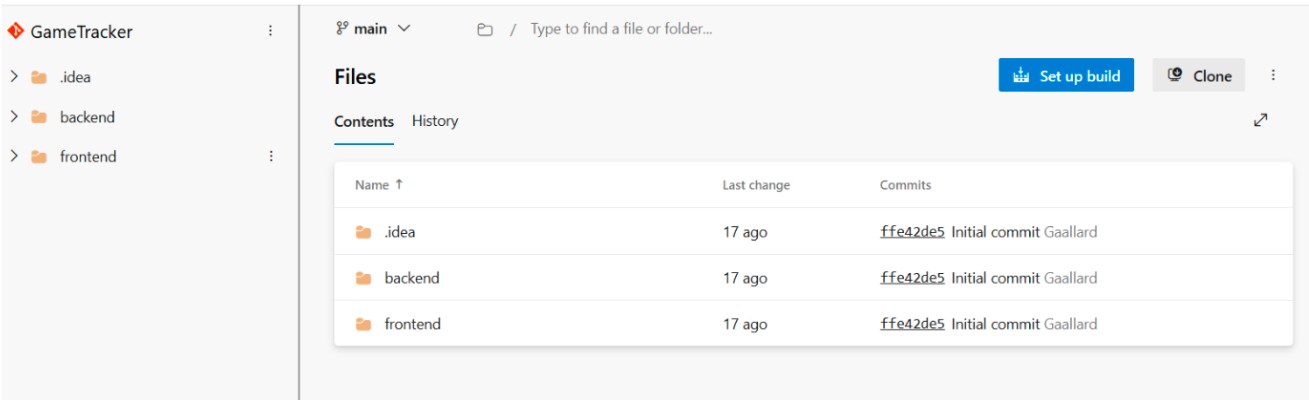 GameTracker
.idea
backend
frontend
main
/ Type to find a file or folder...
Files
Set up build
Clone
Contents History
Name ↑ Last change Commits
.idea 17 ago ffe42de5 Initial commit Gaallard
backend 17 ago ffe42de5 Initial commit Gaallard
frontend 17 ago ffe42de5 Initial commit Gaallard